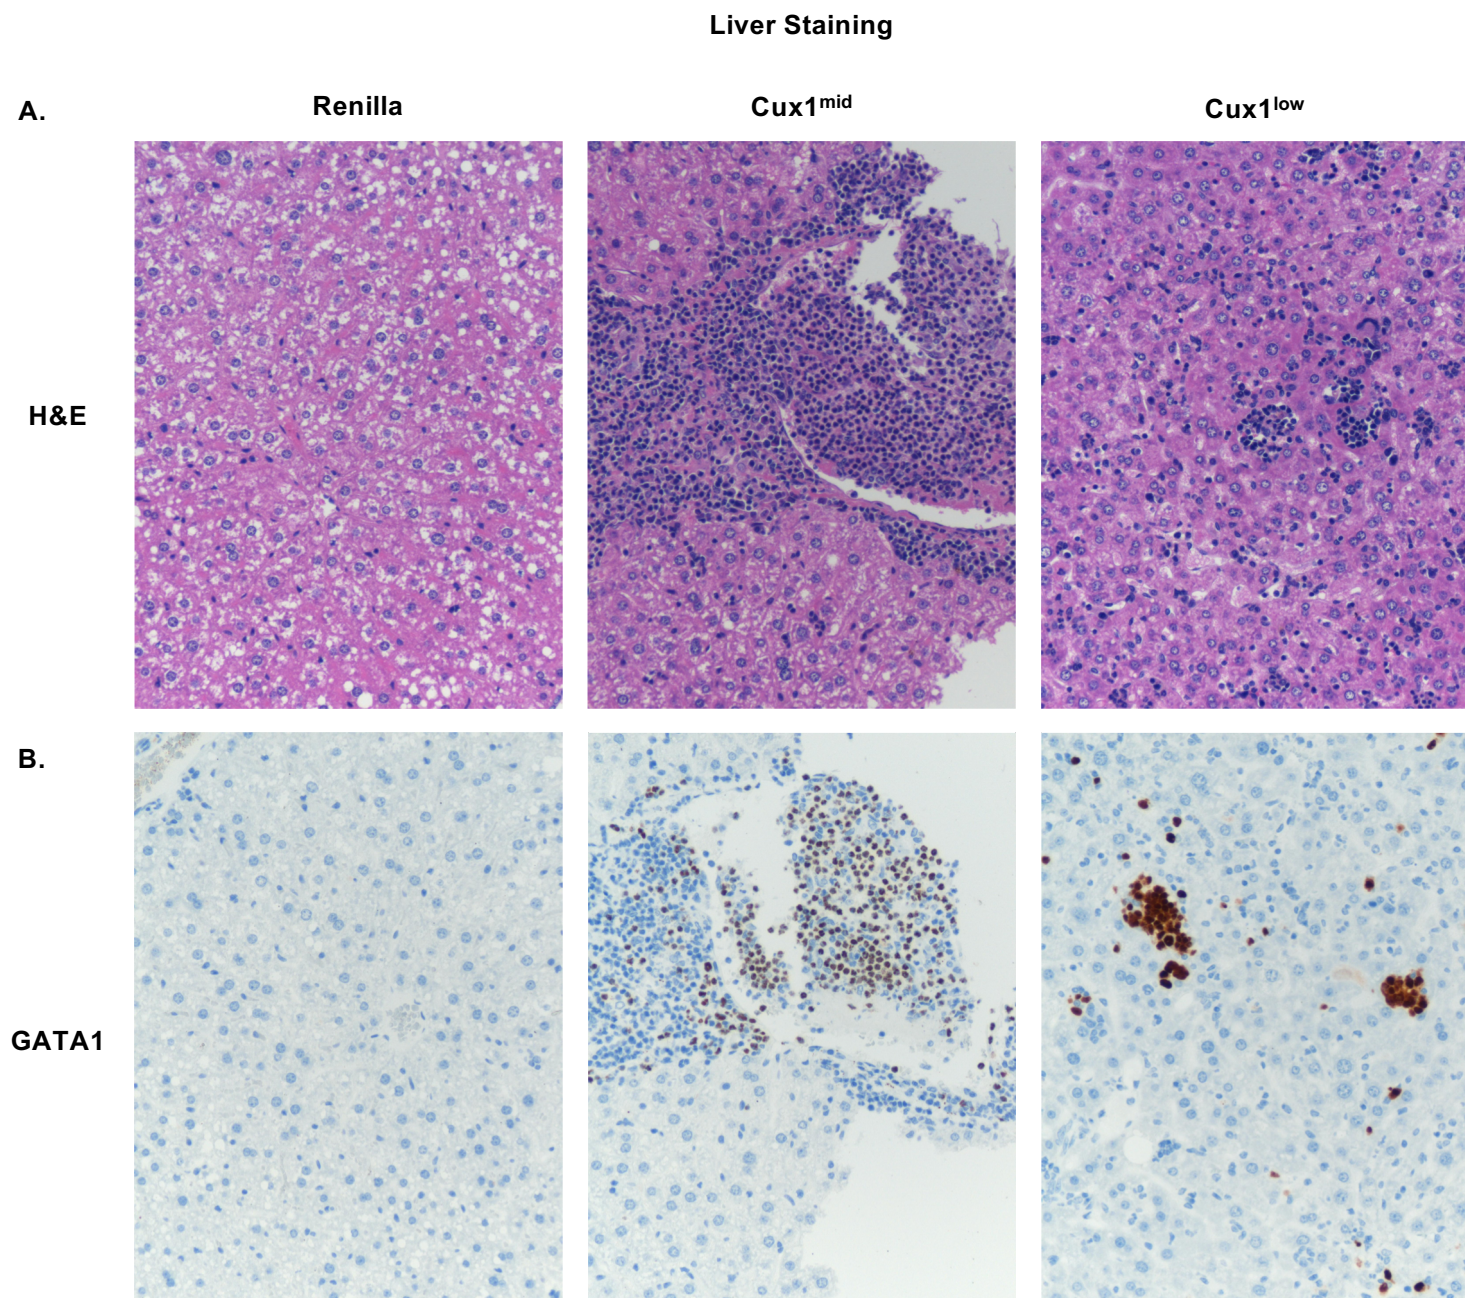 Liver Staining
A.
Renilla
Cux1mid
Cux1low
H&E
B.
GATA1